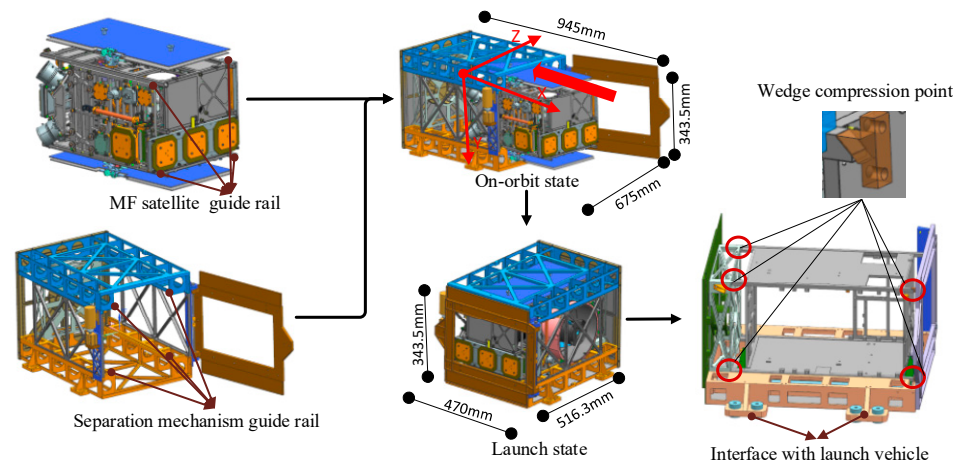 945mm
Z
X
Y
343.5mm
675mm
On-orbit state
Wedge compression point
MF satellite guide rail
343.5mm
470mm
516.3mm
Launch state
Separation mechanism guide rail
Interface with launch vehicle